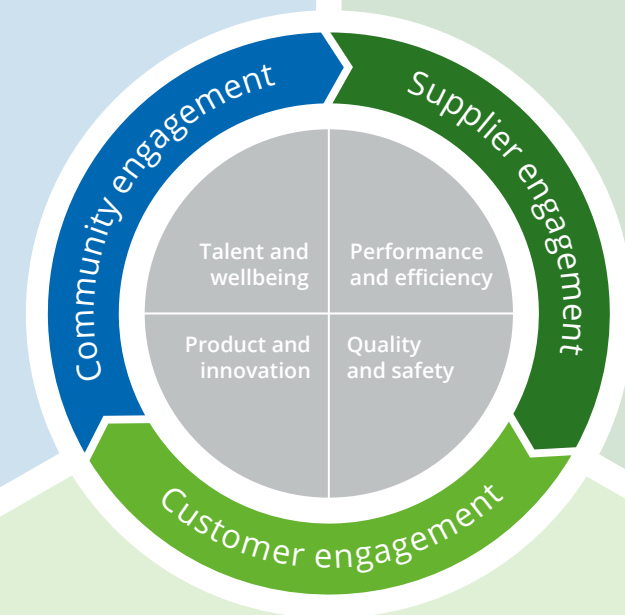 Community engagement
Supplier engagement
Talent and
wellbeing
Performance
and efficiency
Product and
innovation
Quality
and safety
Customer engagement